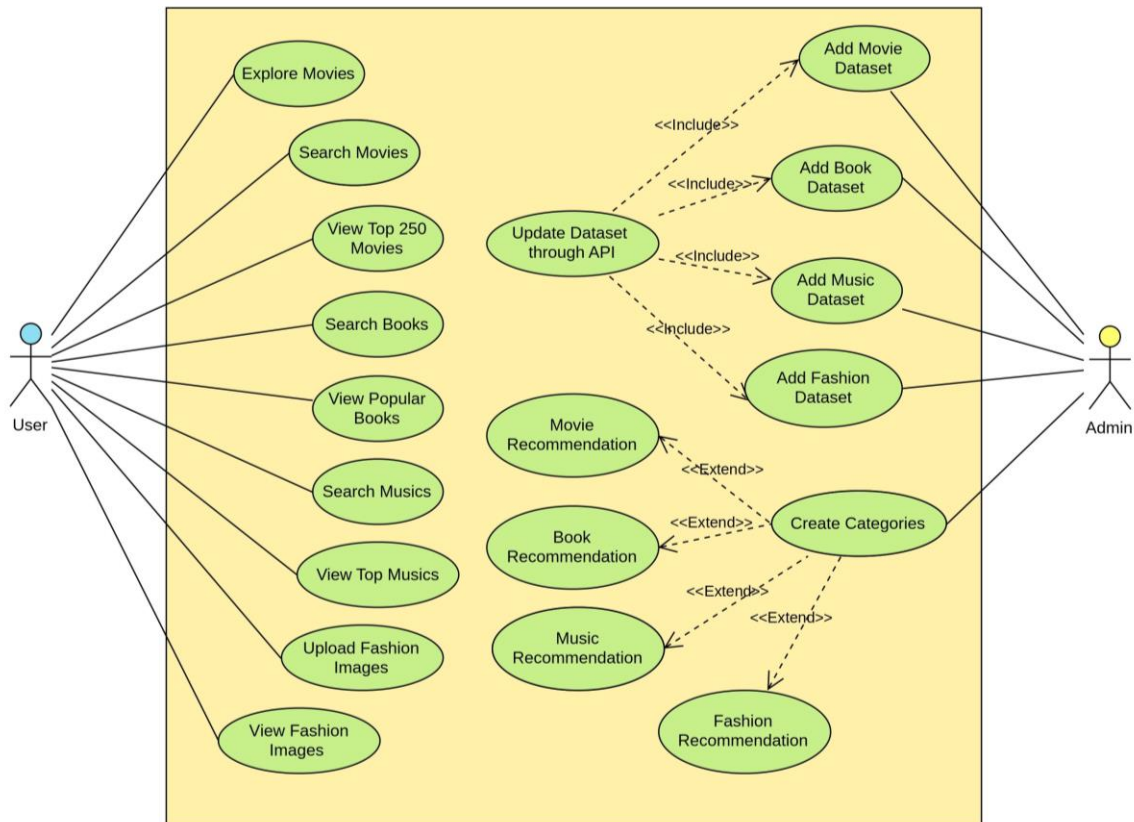 Explore Movies
Search Movies
View Top 250
Movies
Search Books
View Popular
Books
Search Musics
View Top Musics
Upload Fashion
Images
View Fashion
Images
User
Update Dataset
through API
<<Include>>
<<Include>>
<<Include>>
<<Include>>
Add Movie
Dataset
Add Book
Dataset
Add Music
Dataset
Add Fashion
Dataset
Movie
Recommendation
Book
Recommendation
Music
Recommendation
Fashion
Recommendation
<<Extend>>
<<Extend>>
<<Extend>>
<<Extend>>
Create Categories
Admin